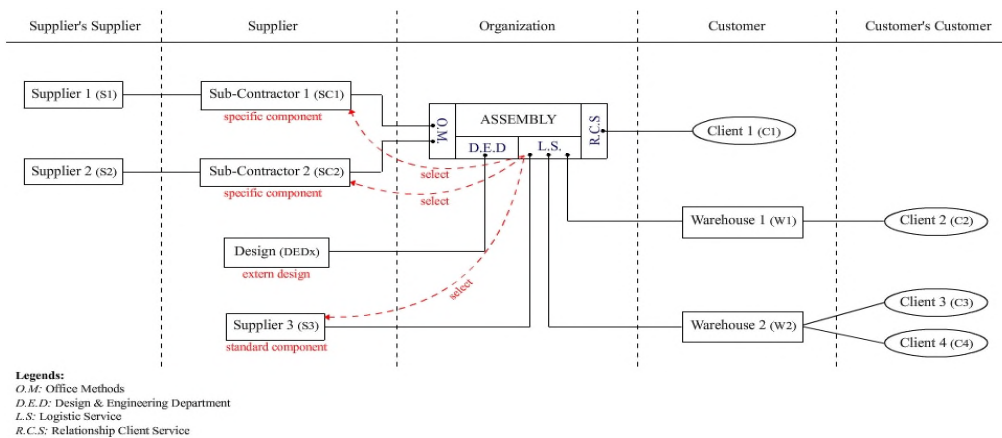 Supplier's Supplier
Supplier
Organization
Customer
Customer's Customer
Supplier 1 (S1)
Sub-Contractor 1 (SC1)
specific component
O.M.
ASSEMBLY
D.E.D
L.S.
R.C.S
Client 1 (C1)
Supplier 2 (S2)
Sub-Contractor 2 (SC2)
specific component
select
select
Warehouse 1 (W1)
Client 2 (C2)
Design (DEDx)
extern design
select
Supplier 3 (S3)
standard component
Warehouse 2 (W2)
Client 3 (C3)
Client 4 (C4)
Legends:
O.M: Office Methods
D.E.D: Design & Engineering Department
L.S: Logistic Service
R.C.S: Relationship Client Service